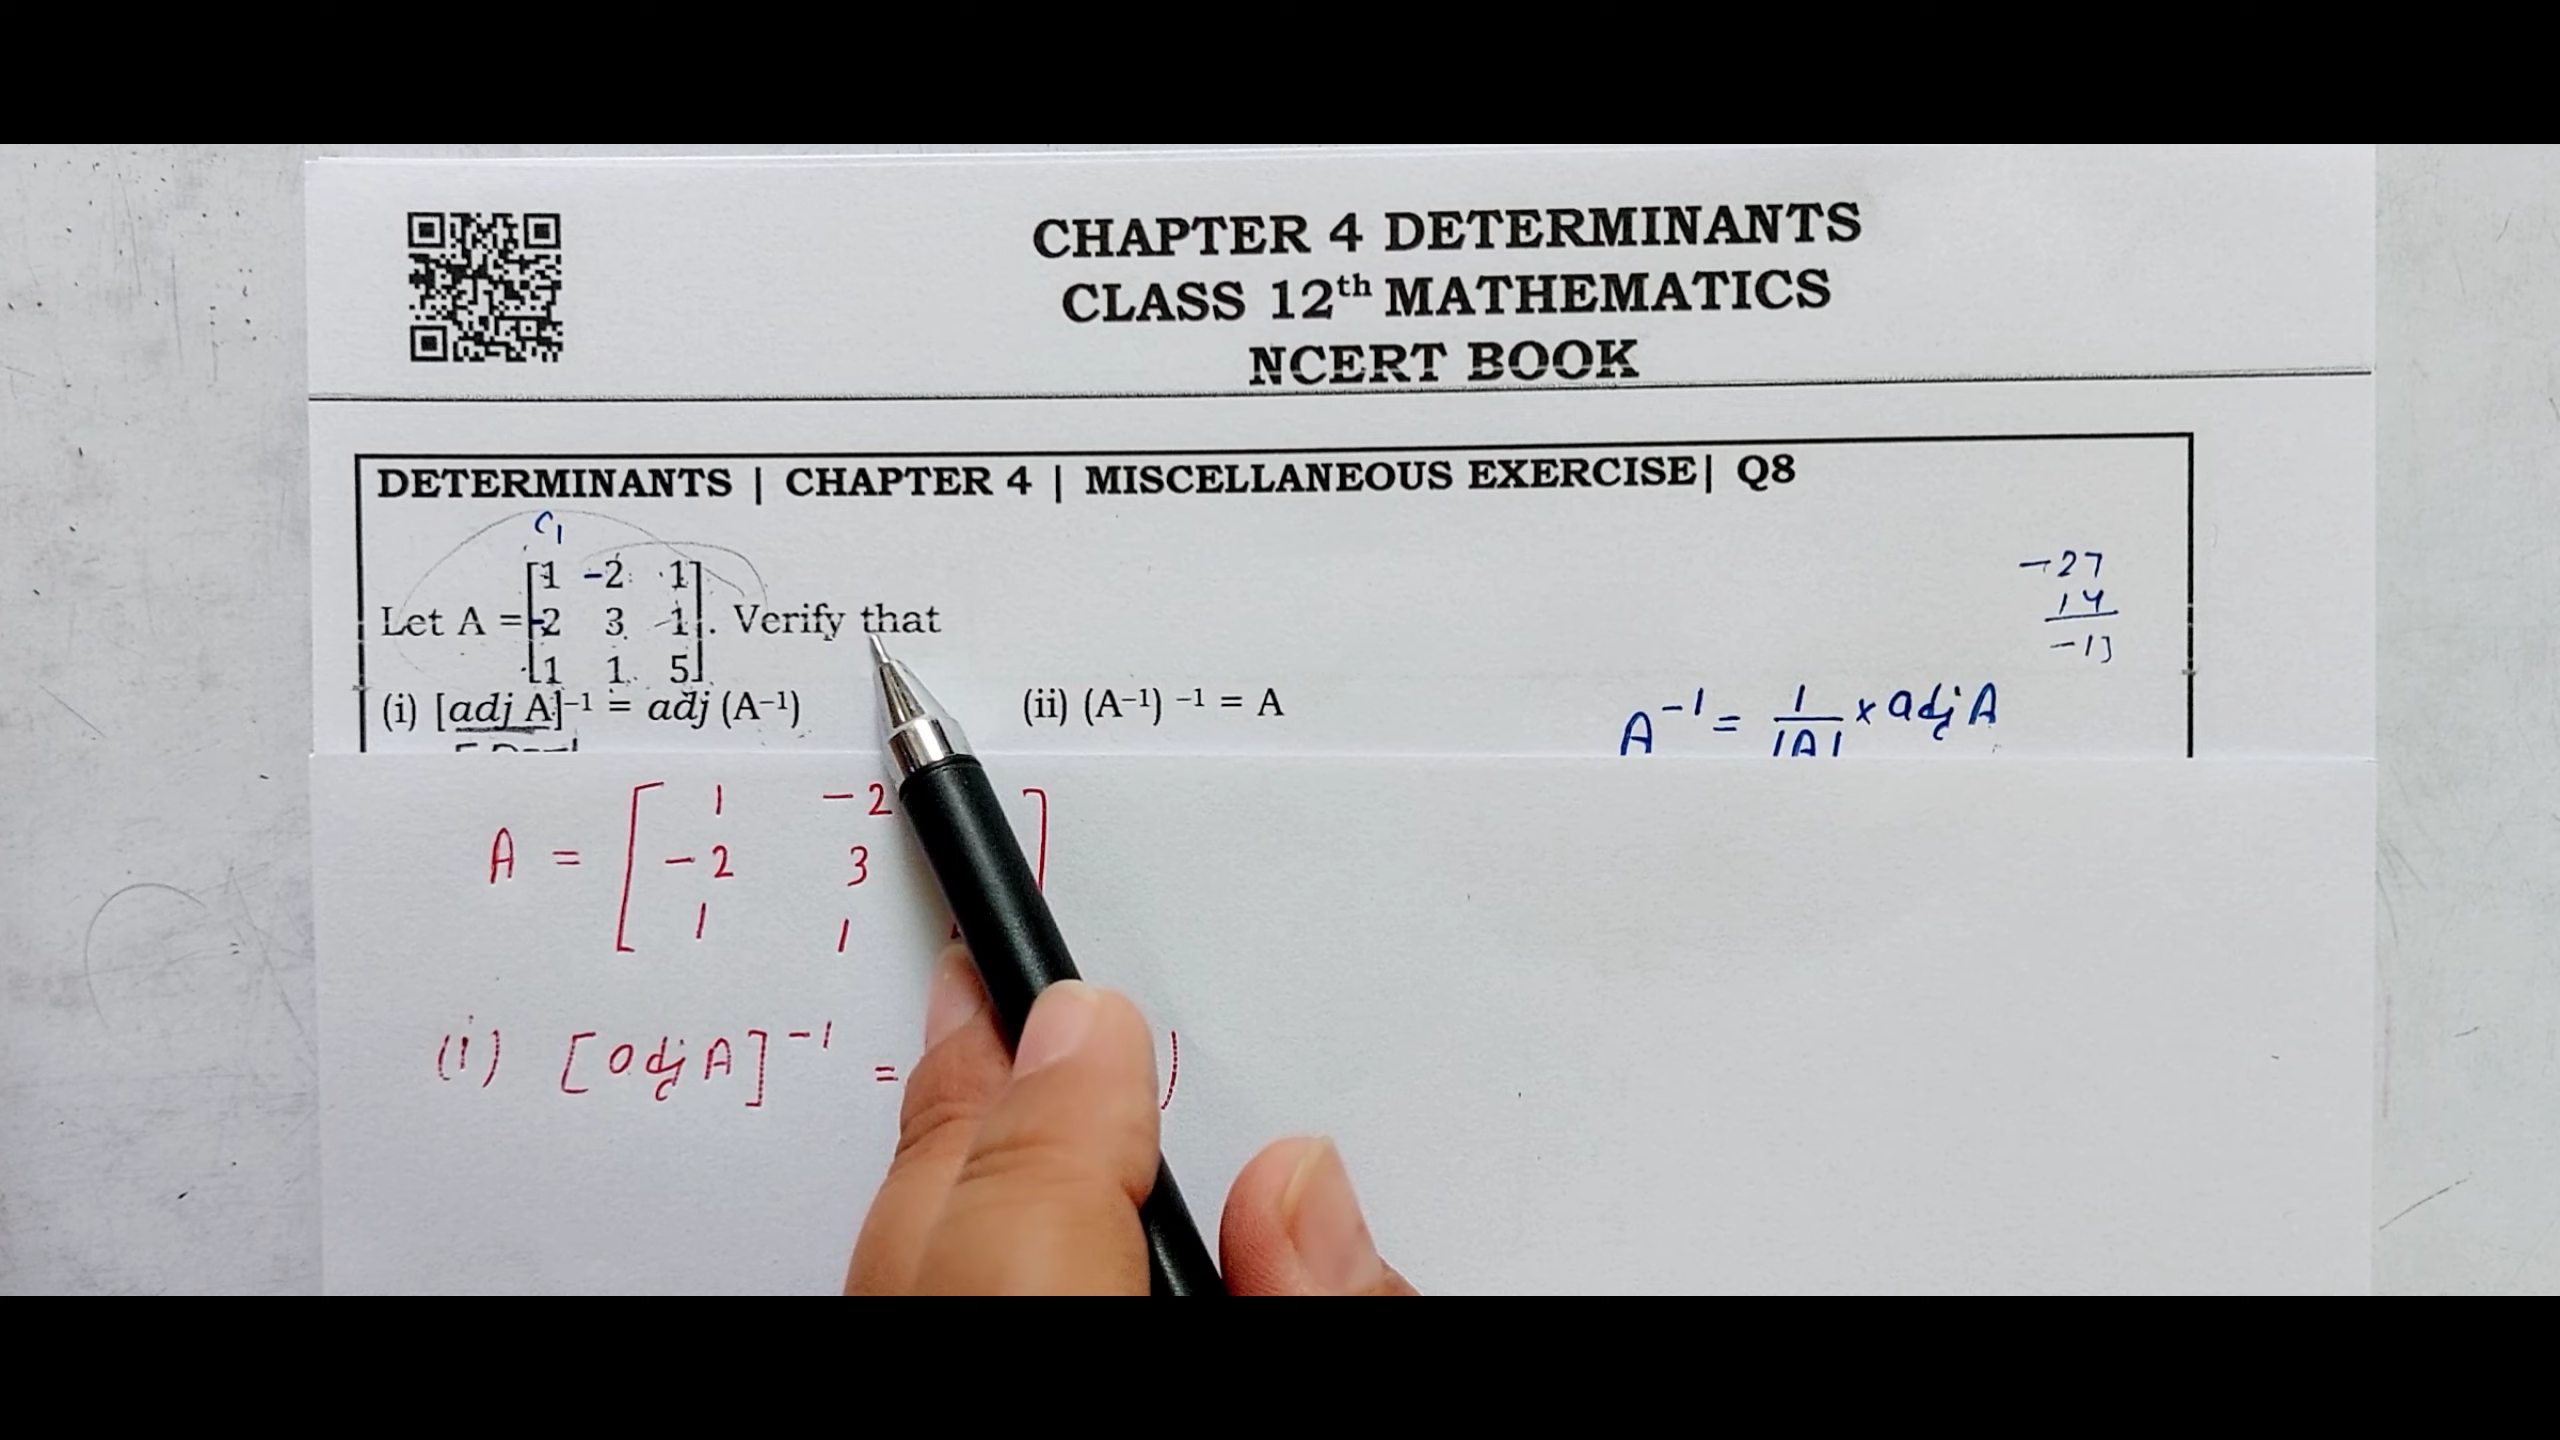 CHAPTER 4 DETERMINANTS
CLASS 12th MATHEMATICS
NCERT BOOK
DETERMINANTS | CHAPTER 4 | MISCELLANEOUS EXERCISE| Q8
C1
1 -2 1
Let A = -2 3 1 . Verify that
1 1 5
(i) [adj A]–1 = adj (A–1) (ii) (A–1) –1 = A
-27
14
-13
A-1 = 1/|A| × adj A
1 -2
A = -2 3
1 1
(i) [adj A]-1 = )